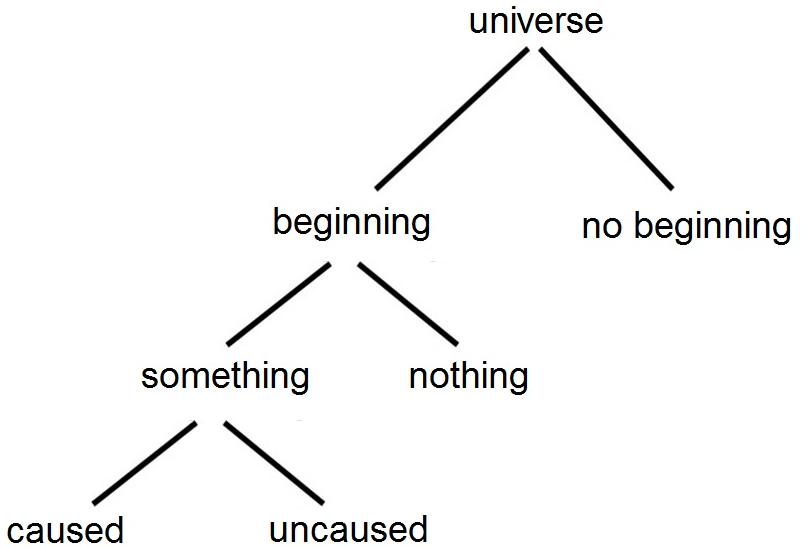 universe
beginning
no beginning
something
nothing
caused
uncaused